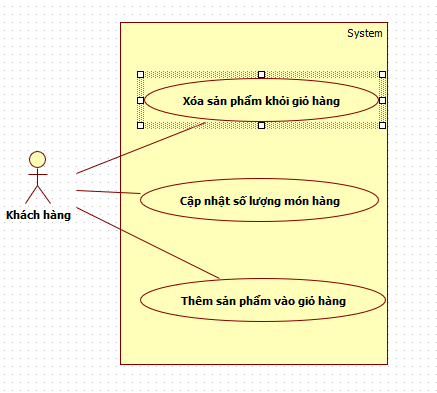 System
Xóa sản phẩm khỏi giỏ hàng
Khách hàng
Cập nhật số lượng món hàng
Thêm sản phẩm vào giỏ hàng